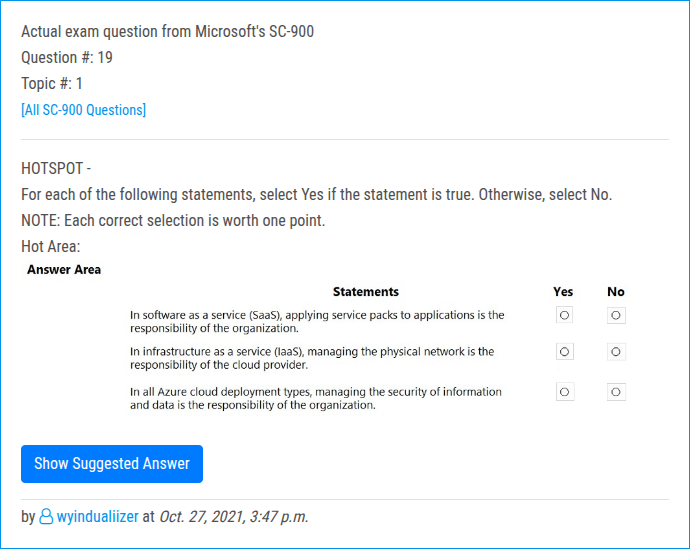 Actual exam question from Microsoft's SC-900
Question #: 19
Topic #: 1
[All SC-900 Questions]
HOTSPOT -
For each of the following statements, select Yes if the statement is true. Otherwise, select No.
NOTE: Each correct selection is worth one point.
Hot Area:
Answer Area
Statements Yes No
In software as a service (SaaS), applying service packs to applications is the
responsibility of the organization.
In infrastructure as a service (IaaS), managing the physical network is the
responsibility of the cloud provider.
In all Azure cloud deployment types, managing the security of information
and data is the responsibility of the organization.
Show Suggested Answer
by wyindualiizer at Oct. 27, 2021, 3:47 p.m.